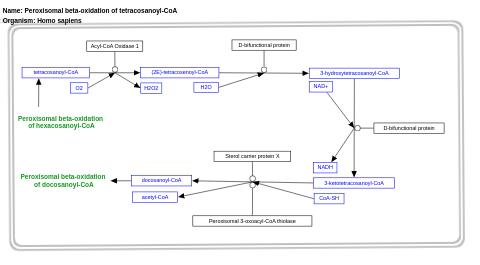 Name: Peroxisomal beta-oxidation of tetracosanoyl-CoA
Organism: Homo sapiens
Acyl-CoA Oxidase 1
D-bifunctional protein
tetracosanoyl-CoA
(2E)-tetracosenoyl-CoA
3-hydroxytetracosanoyl-CoA
O2
H2O2
H2O
NAD+
Peroxisomal beta-oxidation
of hexacosanoyl-CoA
D-bifunctional protein
Sterol carrier protein X
NADH
Peroxisomal beta-oxidation
of docosanoyl-CoA
docosanoyl-CoA
3-ketotetracosanoyl-CoA
acetyl-CoA
CoA-SH
Peroxisomal 3-oxoacyl-CoA thiolase